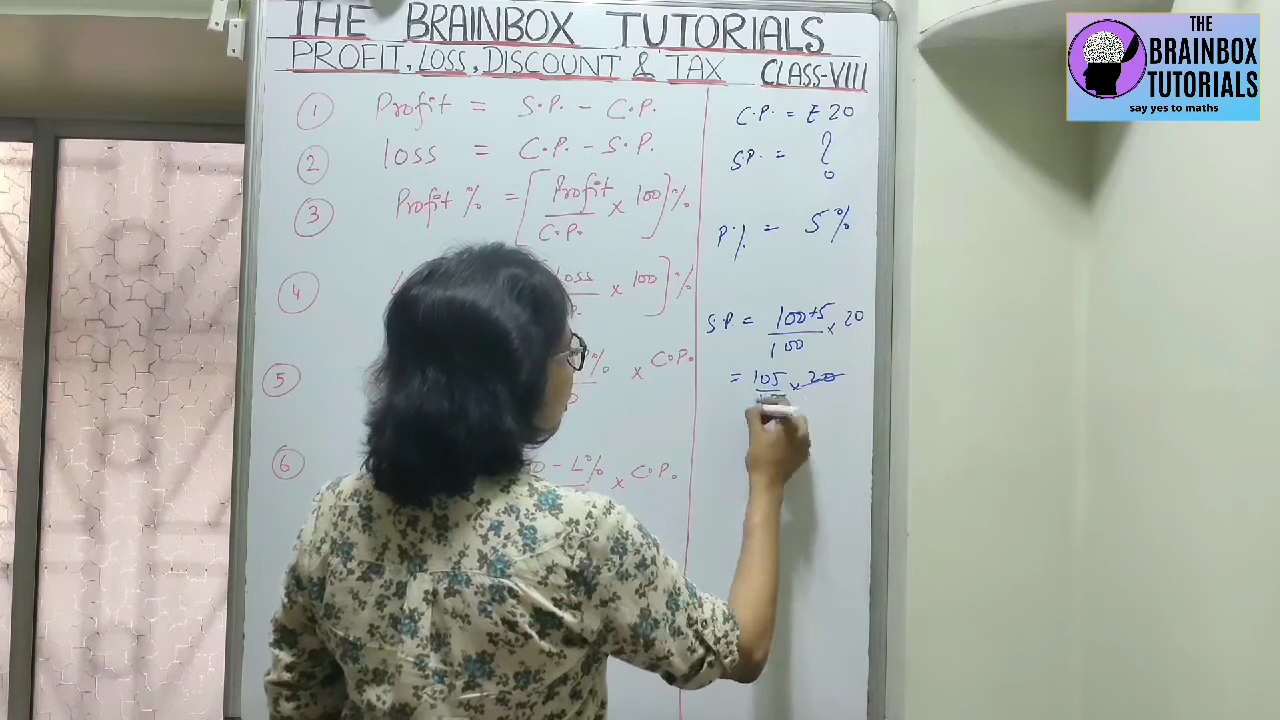 THE BRAINBOX TUTORIALS
PROFIT, LOSS, DISCOUNT & TAX CLASS-VIII
① Profit = S.P. - C.P.
② loss = C.P. - S.P.
③ Profit % = [Profit/C.P. × 100]%
④ loss × 100]%
⑤ % × C.P.
⑥ - L% × C.P.
C.P. = ₹ 20
S.P. = ?
P% = 5%
S.P. = 100+5/100 × 20
= 105/ × 20
THE
BRAINBOX
TUTORIALS
say yes to maths